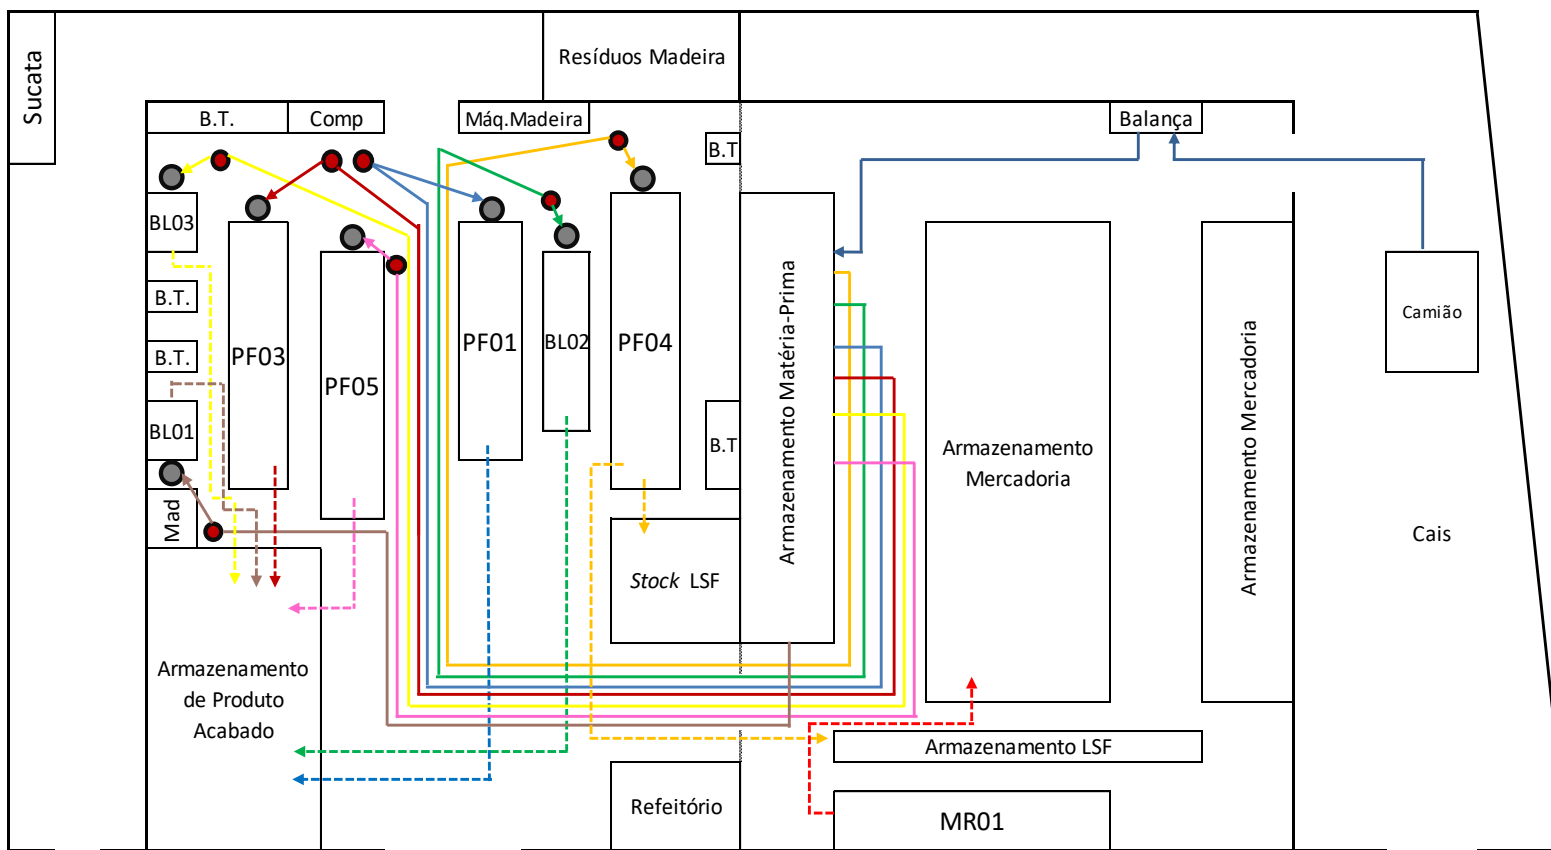 Sucata
Resíduos Madeira
B.T.
Comp
Máq.Madeira
B.T
Balança
BL03
PF03
PF05
PF01
BL02
PF04
B.T.
B.T.
BL01
Mad
B.T
Armazenamento Matéria-Prima
Armazenamento
Mercadoria
Armazenamento Mercadoria
Camião
Cais
Stock LSF
Armazenamento
de Produto
Acabado
Armazenamento LSF
Refeitório
MR01